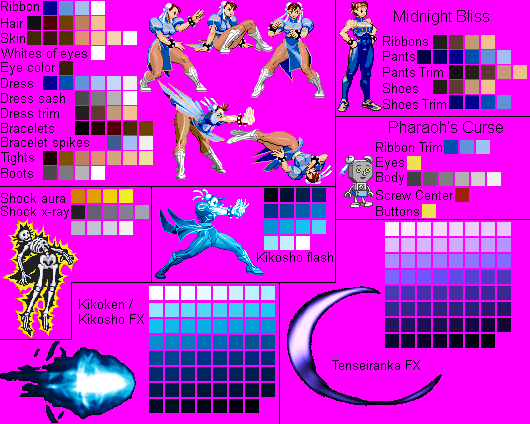 Ribbon
Hair
Skin
Whites of eyes
Eye color
Dress
Dress sash
Dress trim
Bracelets
Bracelet spikes
Tights
Boots
Shock aura
Shock x-ray
Kikosho flash
Kikoken /
Kikosho FX
Tenseiranka FX
Midnight Bliss
Ribbons
Pants
Pants Trim
Shoes
Shoes Trim
Pharaoh's Curse
Ribbon Trim
Eyes
Body
Screw Center
Buttons